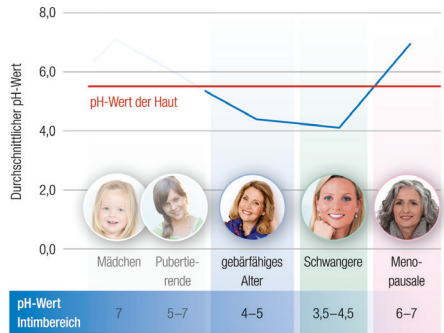 8,0
6,0
4,0
2,0
0,0
Durchschnittlicher pH-Wert
pH-Wert der Haut
Mädchen
Pubertie-
rende
gebärfähiges
Alter
Schwangere
Meno-
pausale
pH-Wert
Intimbereich
7
5–7
4–5
3,5–4,5
6–7